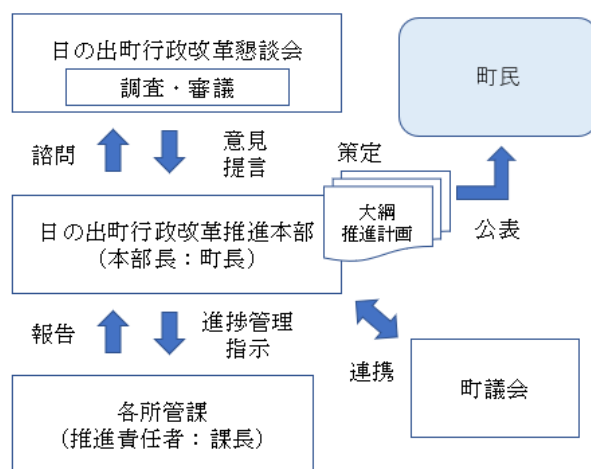 日の出町行政改革懇談会
調査・審議
町民
諮問
意見
提言
策定
大綱
推進計画
公表
日の出町行政改革推進本部
（本部長：町長）
報告
進捗管理
指示
連携
町議会
各所管課
（推進責任者：課長）